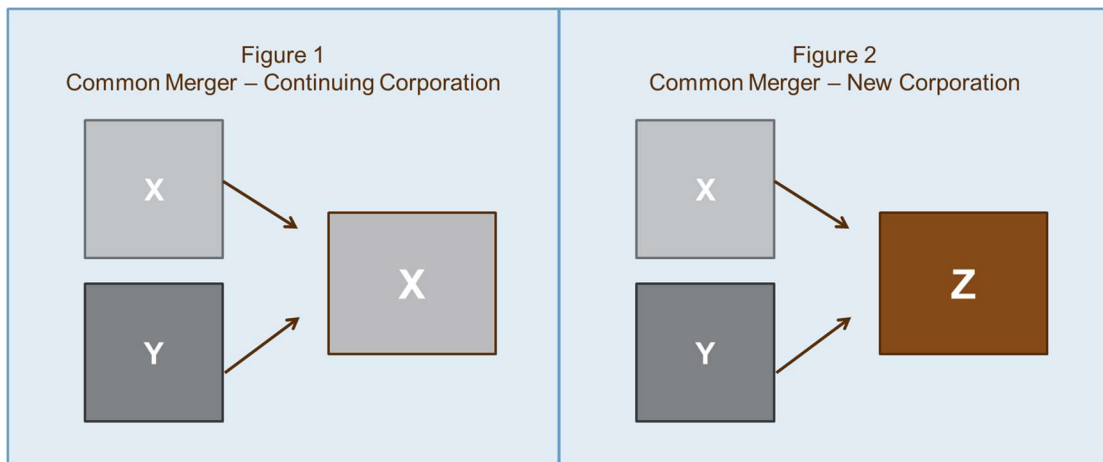 Figure 1
Common Merger – Continuing Corporation
X
X
Y
Figure 2
Common Merger – New Corporation
X
Z
Y